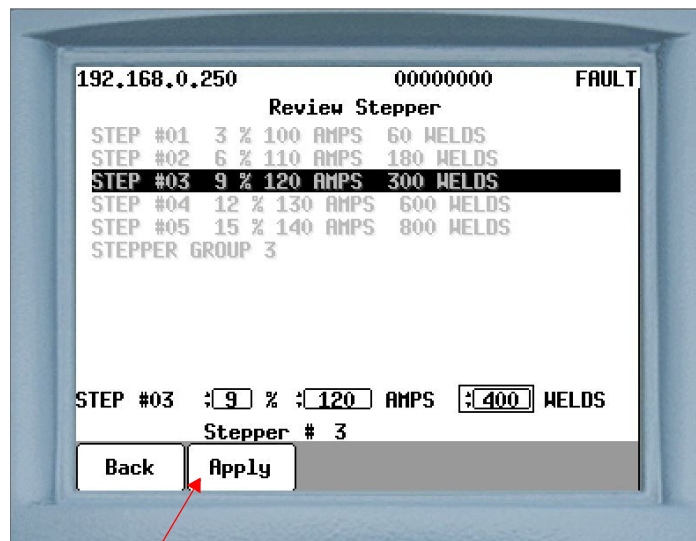 192.168.0.250 00000000 FAULT
Review Stepper
STEP #01 3 % 100 AMPS 60 WELDS
STEP #02 6 % 110 AMPS 180 WELDS
STEP #03 9 % 120 AMPS 300 WELDS
STEP #04 12 % 130 AMPS 600 WELDS
STEP #05 15 % 140 AMPS 800 WELDS
STEPPER GROUP 3
STEP #03 9 % 120 AMPS 400 WELDS
Stepper # 3
Back Apply